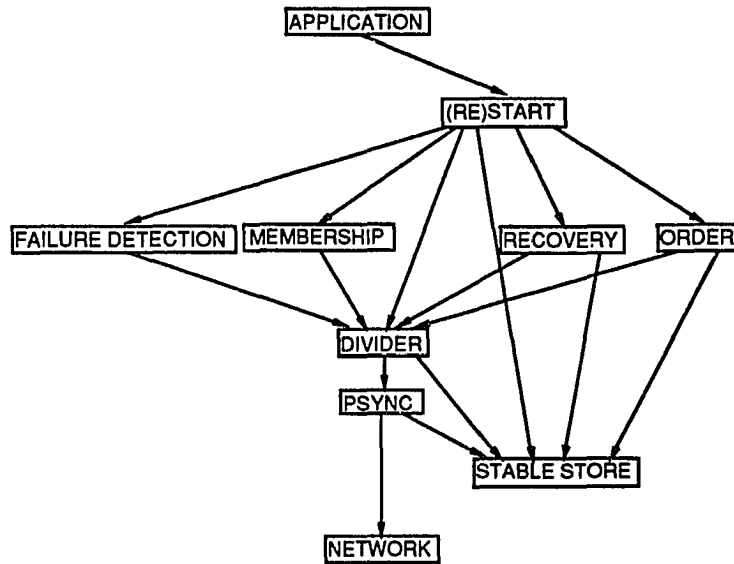 APPLICATION
(RE)START
FAILURE DETECTION
MEMBERSHIP
RECOVERY
ORDER
DIVIDER
PSYNC
STABLE STORE
NETWORK